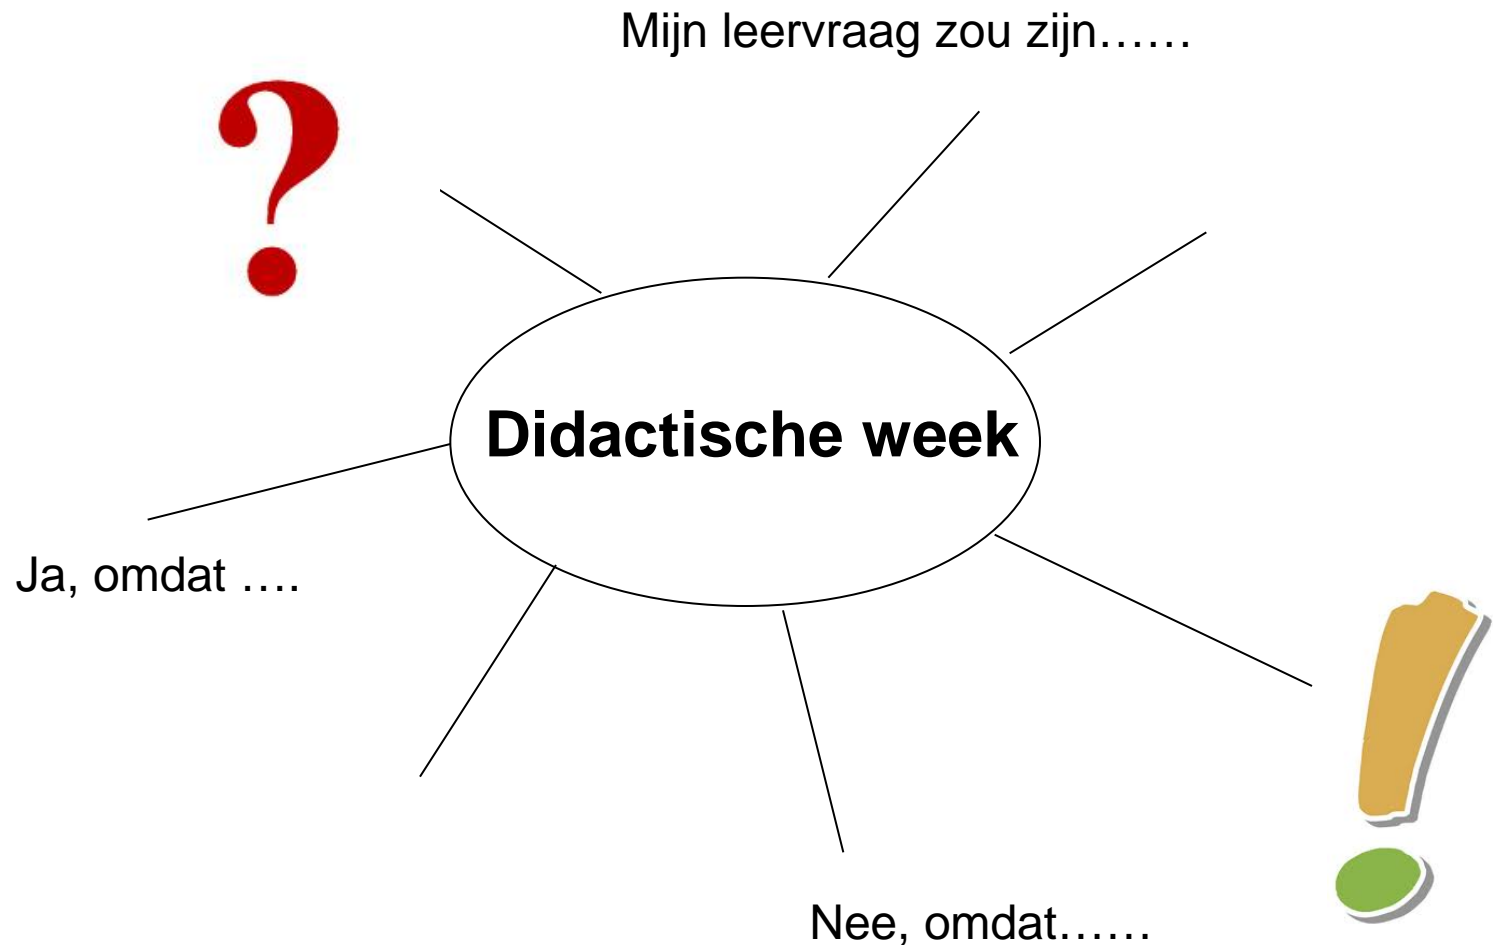 Mijn leervraag zou zijn……
?
Didactische week
Ja, omdat ….
!
Nee, omdat……